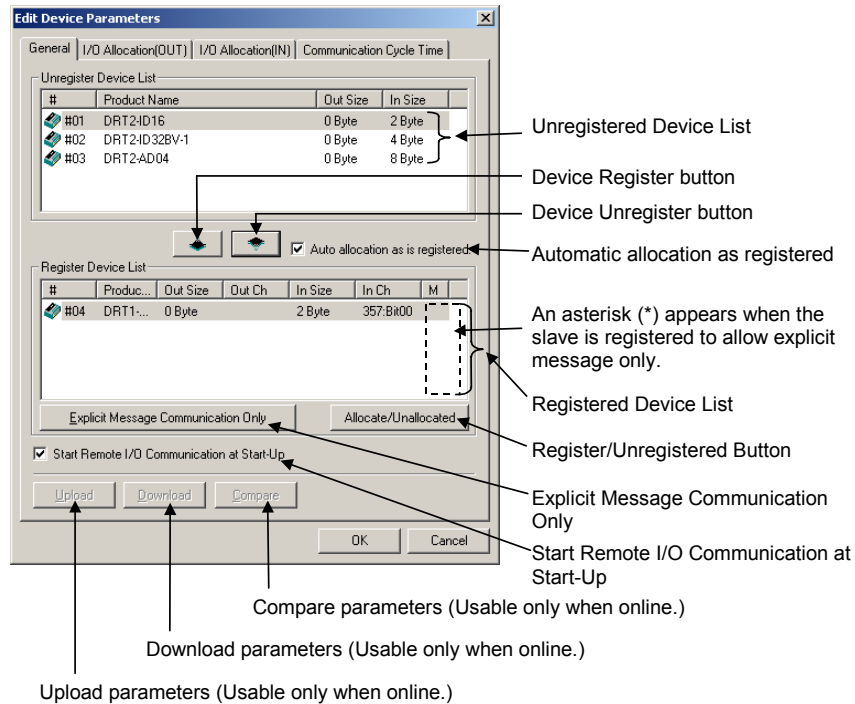 Edit Device Parameters
General I/O Allocation(OUT) I/O Allocation(IN) Communication Cycle Time
Unregister Device List
# Product Name Out Size In Size
#01 DRT2-ID16 0 Byte 2 Byte
#02 DRT2-ID32BV-1 0 Byte 4 Byte
#03 DRT2-AD04 0 Byte 8 Byte
Unregistered Device List
Device Register button
Device Unregister button
Auto allocation as is registered
Automatic allocation as registered
Register Device List
# Produc... Out Size Out Ch In Size In Ch M
#04 DRT1-... 0 Byte 2 Byte 357:Bit00
An asterisk (*) appears when the
slave is registered to allow explicit
message only.
Registered Device List
Explicit Message Communication Only Allocate/Unallocated
Register/Unregistered Button
Start Remote I/O Communication at Start-Up
Upload Download Compare
Explicit Message Communication
Only
OK Cancel
Start Remote I/O Communication at
Start-Up
Compare parameters (Usable only when online.)
Download parameters (Usable only when online.)
Upload parameters (Usable only when online.)